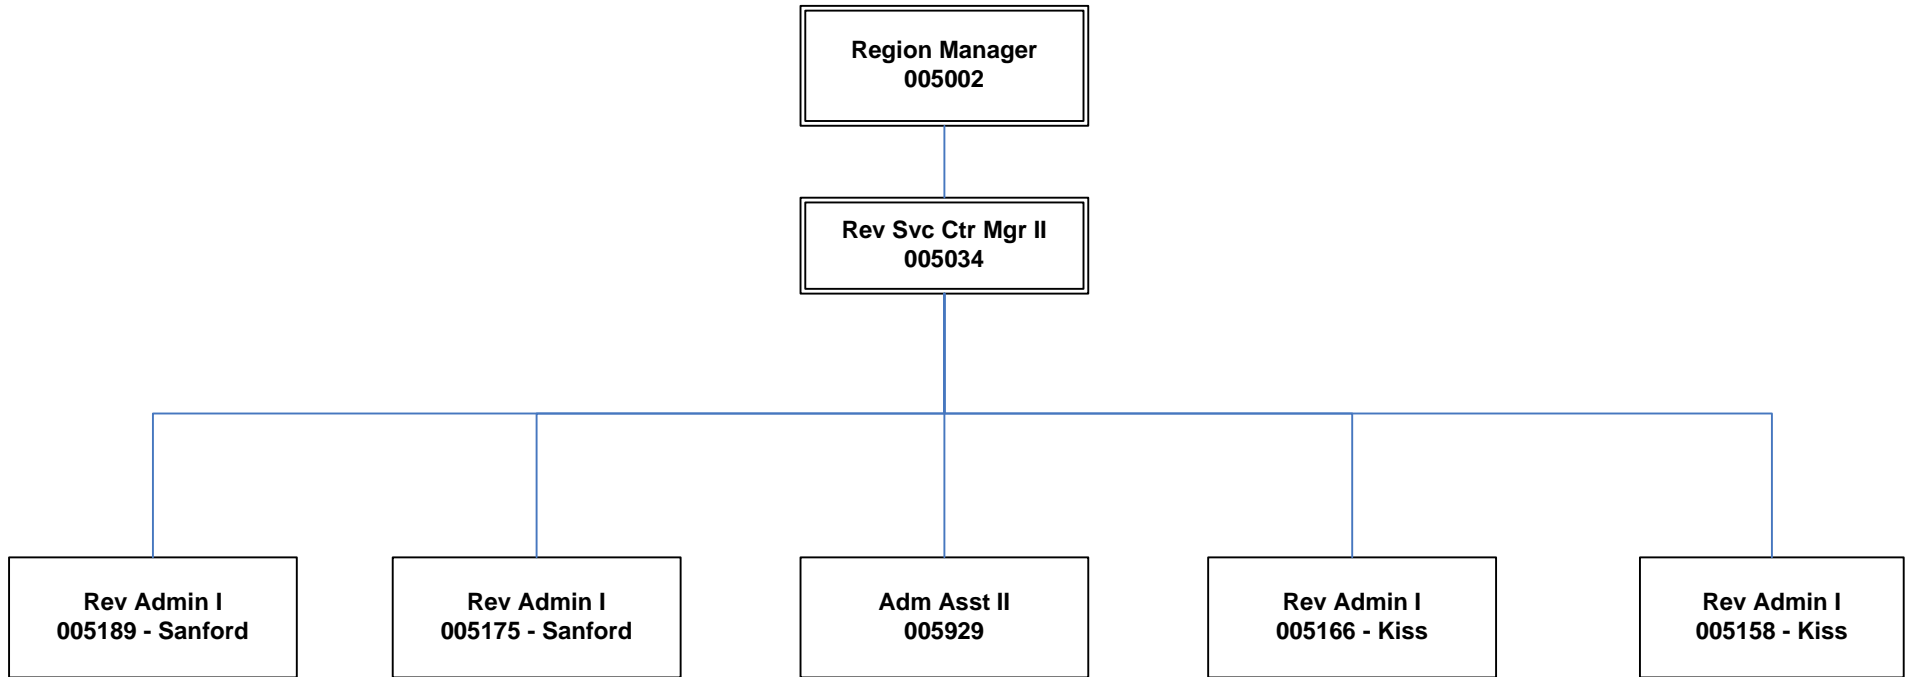 Region Manager
005002
Rev Svc Ctr Mgr II
005034
Rev Admin I
005189 - Sanford
Rev Admin I
005175 - Sanford
Adm Asst II
005929
Rev Admin I
005166 - Kiss
Rev Admin I
005158 - Kiss